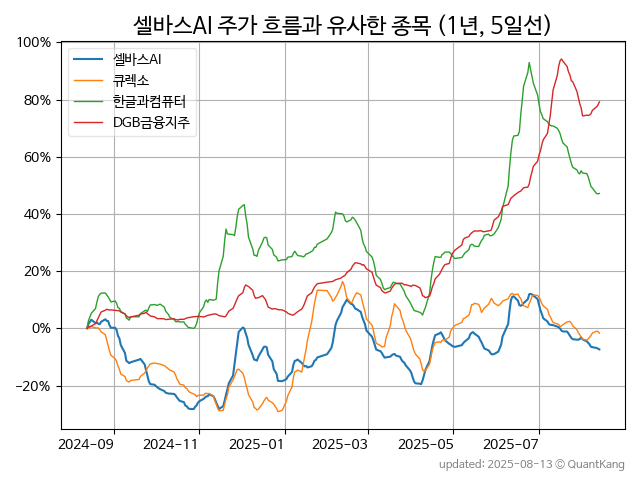 셀바스AI 주가 흐름과 유사한 종목 (1년, 5일선)
100%
80%
60%
40%
20%
0%
−20%
셀바스AI
큐렉소
한글과컴퓨터
DGB금융지주
2024-09
2024-11
2025-01
2025-03
2025-05
2025-07
updated: 2025-08-13 © QuantKang